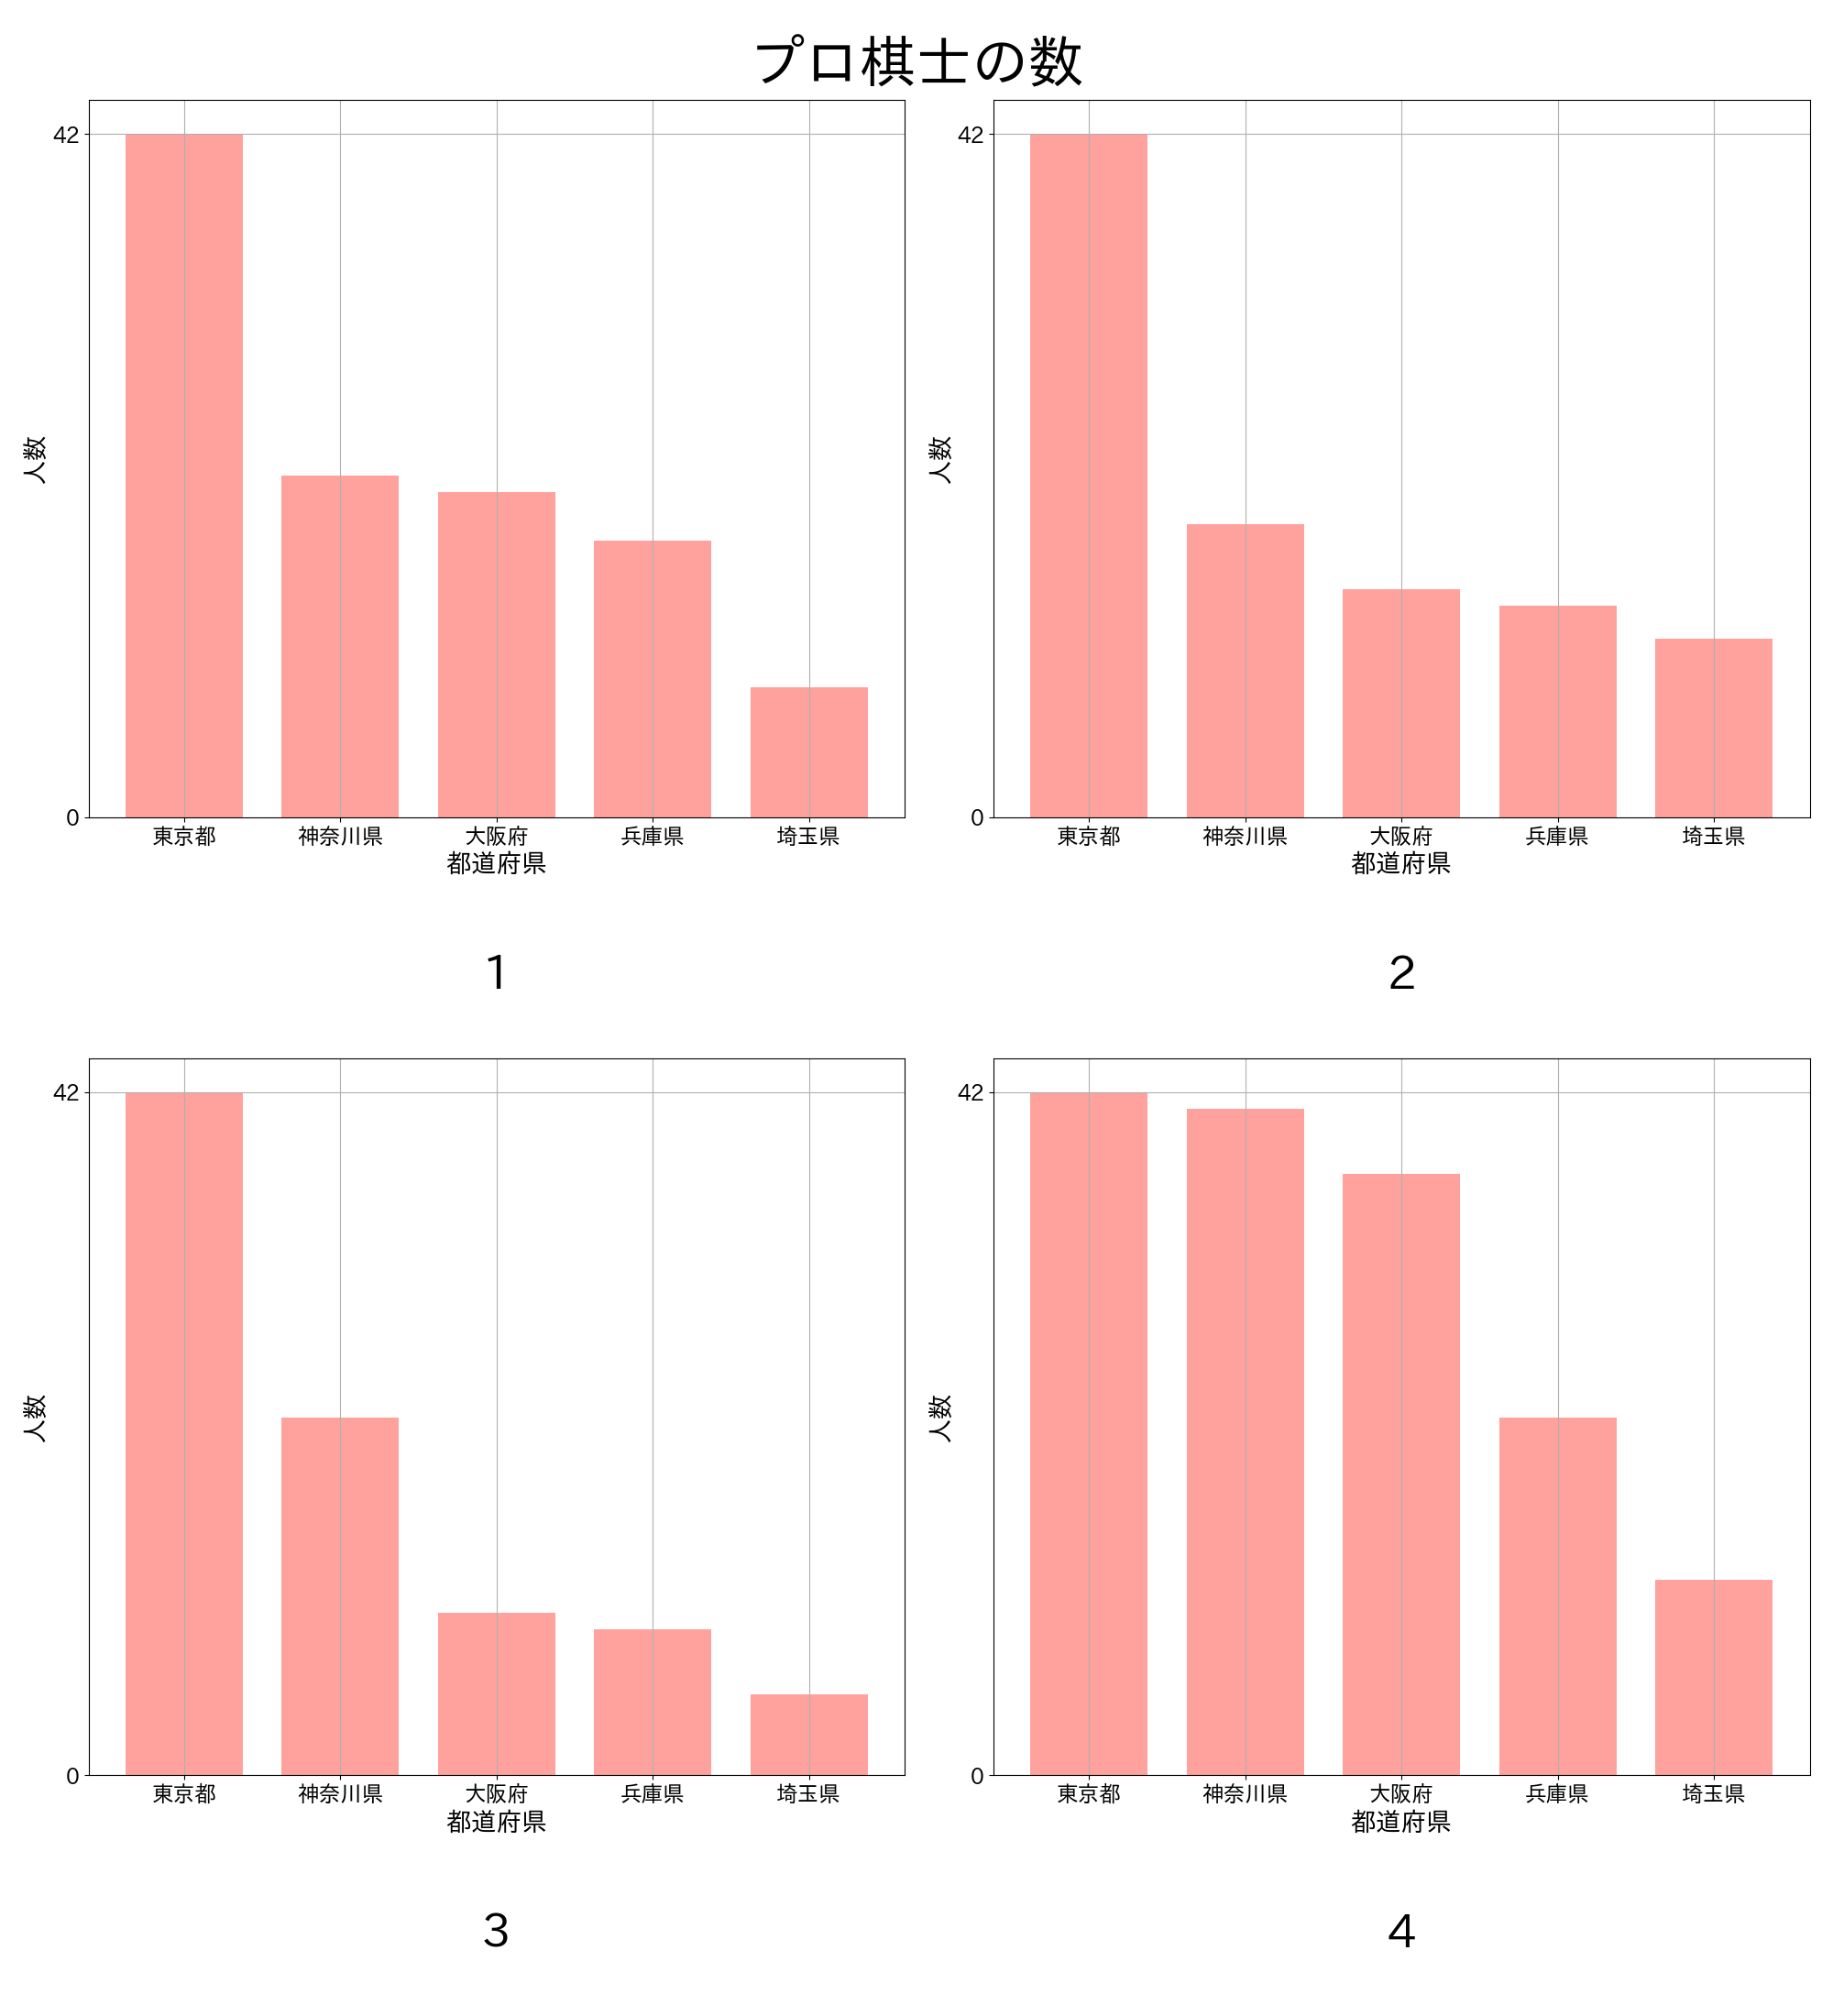 プロ棋士の数
42
0
人数
東京都 神奈川県 大阪府 兵庫県 埼玉県
都道府県
1
42
0
人数
東京都 神奈川県 大阪府 兵庫県 埼玉県
都道府県
2
42
0
人数
東京都 神奈川県 大阪府 兵庫県 埼玉県
都道府県
3
42
0
人数
東京都 神奈川県 大阪府 兵庫県 埼玉県
都道府県
4